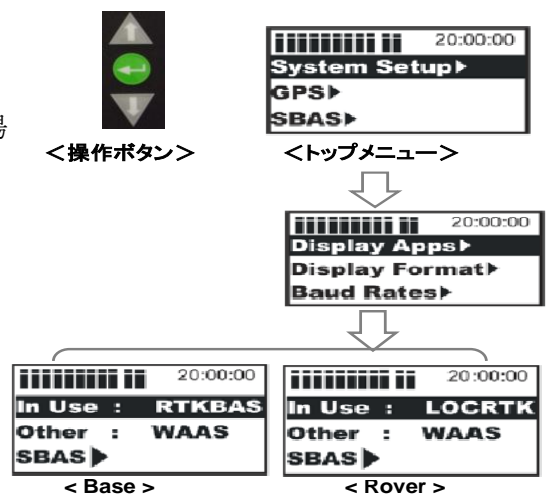 20:00:00
System Setup▶
GPS▶
SBAS▶
<操作ボタン>
<トップメニュー>
20:00:00
Display Apps▶
Display Format▶
Baud Rates▶
20:00:00
In Use : RTKBAS
Other : WAAS
SBAS▶
< Base >
20:00:00
In Use : LOCRTK
Other : WAAS
SBAS▶
< Rover >